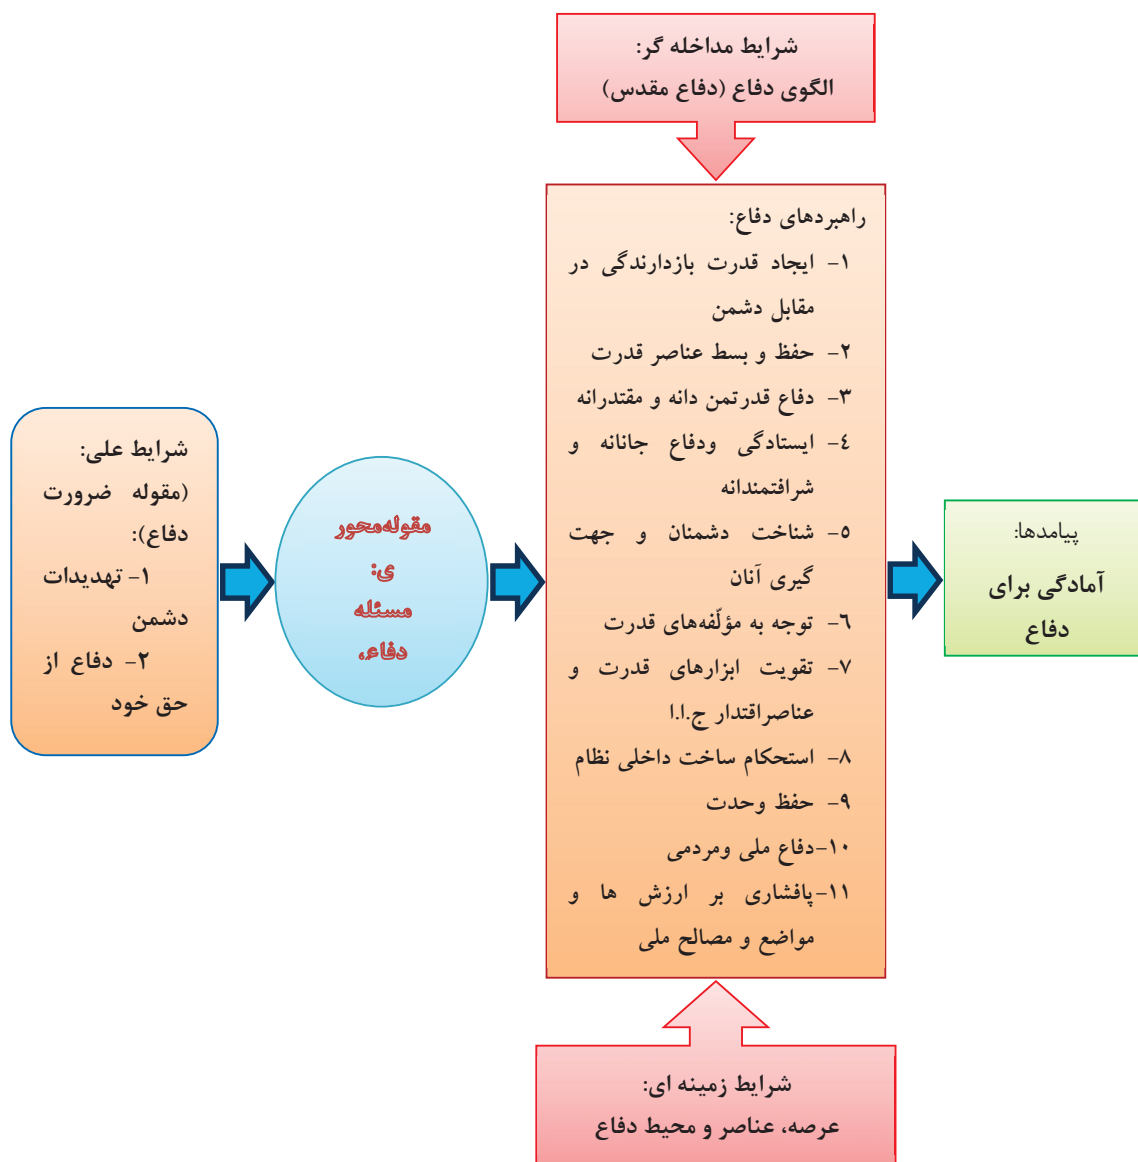 شرایط مداخله گر:
الگوی دفاع (دفاع مقدس)
شرایط علی:
(مقوله ضرورت
دفاع):
۱- تهدیدات
دشمن
۲- دفاع از
حق خود
مقوله‌محور
ی:
مسئله
دفاع،
راهبردهای دفاع:
۱- ایجاد قدرت بازدارندگی در
مقابل دشمن
۲- حفظ و بسط عناصر قدرت
۳- دفاع قدرتمن دانه و مقتدرانه
٤- ایستادگی ودفاع جانانه و
شرافتمندانه
٥- شناخت دشمنان و جهت
گیری آنان
٦- توجه به مؤلّفه‌های قدرت
۷- تقویت ابزارهای قدرت و
عناصراقتدار ج.ا.ا
۸- استحکام ساخت داخلی نظام
۹- حفظ وحدت
۱۰-دفاع ملی ومردمی
۱۱-پافشاری بر ارزش ها و
مواضع و مصالح ملی
پیامدها:
آمادگی برای
دفاع
شرایط زمینه ای:
عرصه، عناصر و محیط دفاع